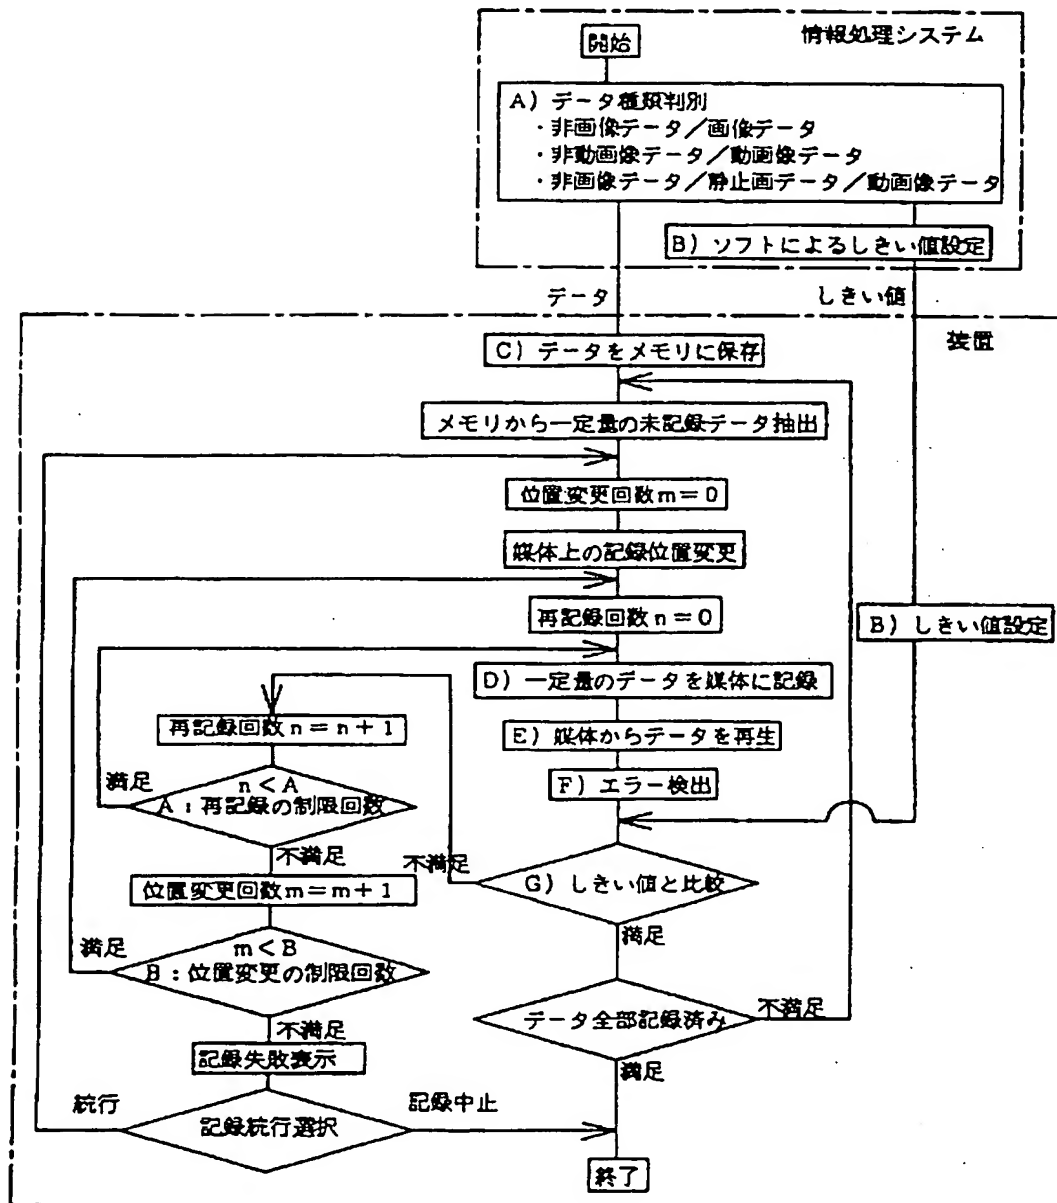 情報処理システム
開始
A) データ種類判別
・非画像データ/画像データ
・非動画像データ/動画像データ
・非画像データ/静止画データ/動画像データ
B) ソフトによるしきい値設定
データ
しきい値
装置
C) データをメモリに保存
メモリから一定量の未記録データ抽出
位置変更回数m=0
媒体上の記録位置変更
再記録回数n=0
B) しきい値設定
D) 一定量のデータを媒体に記録
再記録回数n=n+1
E) 媒体からデータを再生
満足
n<A
A:再記録の制限回数
F) エラー検出
不満足
不満足
G) しきい値と比較
位置変更回数m=m+1
満足
満足
m<B
B:位置変更の制限回数
不満足
データ全部記録済み
不満足
記録失敗表示
満足
続行
記録中止
記録続行選択
終了